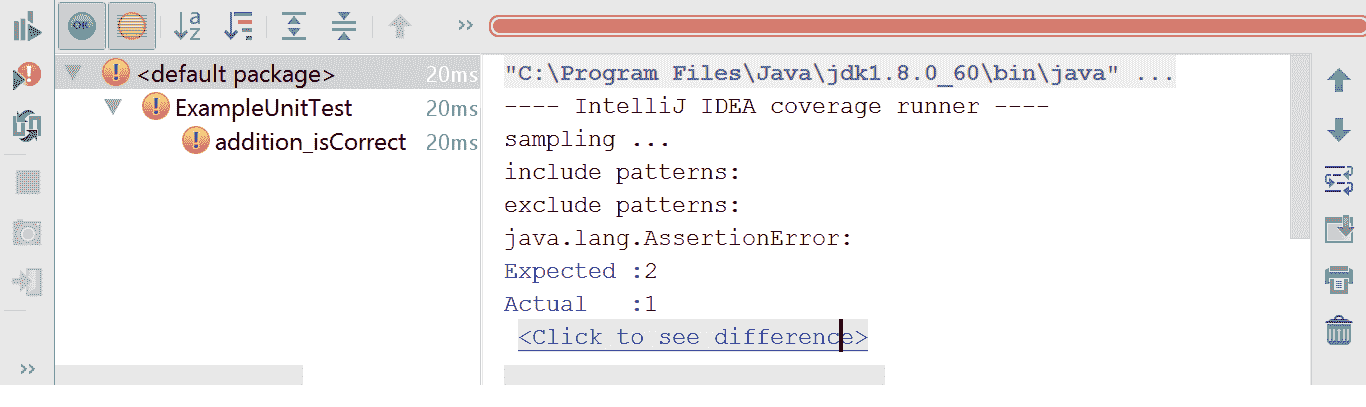 OK
a
z
<default package> 20ms
ExampleUnitTest 20ms
addition_isCorrect 20ms
"C:\Program Files\Java\jdk1.8.0_60\bin\java" ...
---- IntelliJ IDEA coverage runner ----
sampling ...
include patterns:
exclude patterns:
java.lang.AssertionError:
Expected :2
Actual   :1
<Click to see difference>